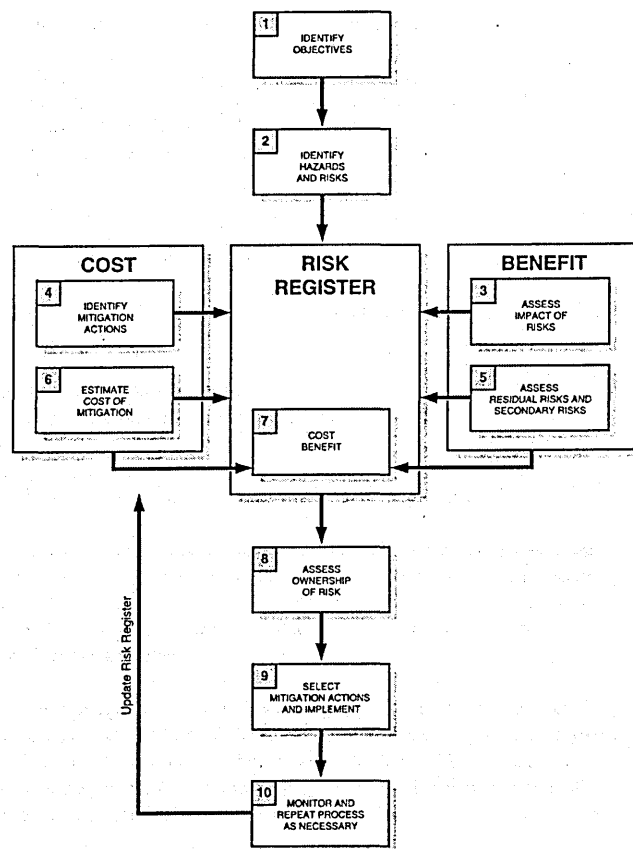 1
IDENTIFY
OBJECTIVES
2
IDENTIFY
HAZARDS
AND RISKS
COST
4
IDENTIFY
MITIGATION
ACTIONS
6
ESTIMATE
COST OF
MITIGATION
RISK
REGISTER
7
COST
BENEFIT
BENEFIT
3
ASSESS
IMPACT OF
RISKS
5
ASSESS
RESIDUAL RISKS AND
SECONDARY RISKS
8
ASSESS
OWNERSHIP
OF RISK
9
SELECT
MITIGATION ACTIONS
AND IMPLEMENT
10
MONITOR AND
REPEAT PROCESS
AS NECESSARY
Update Risk Register